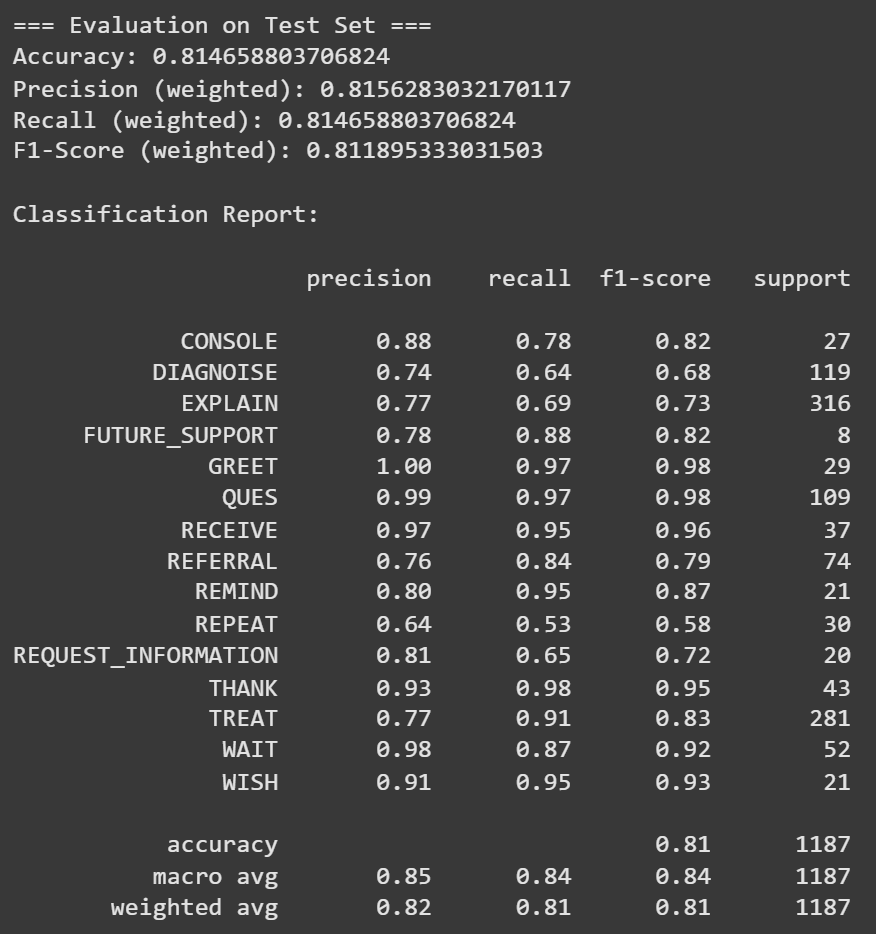 === Evaluation on Test Set ===
Accuracy: 0.814658803706824
Precision (weighted): 0.8156283032170117
Recall (weighted): 0.814658803706824
F1-Score (weighted): 0.811895333031503
Classification Report:
precision recall f1-score support
CONSOLE 0.88 0.78 0.82 27
DIAGNOISE 0.74 0.64 0.68 119
EXPLAIN 0.77 0.69 0.73 316
FUTURE_SUPPORT 0.78 0.88 0.82 8
GREET 1.00 0.97 0.98 29
QUES 0.99 0.97 0.98 109
RECEIVE 0.97 0.95 0.96 37
REFERRAL 0.76 0.84 0.79 74
REMIND 0.80 0.95 0.87 21
REPEAT 0.64 0.53 0.58 30
REQUEST_INFORMATION 0.81 0.65 0.72 20
THANK 0.93 0.98 0.95 43
TREAT 0.77 0.91 0.83 281
WAIT 0.98 0.87 0.92 52
WISH 0.91 0.95 0.93 21
accuracy 0.81 1187
macro avg 0.85 0.84 0.84 1187
weighted avg 0.82 0.81 0.81 1187